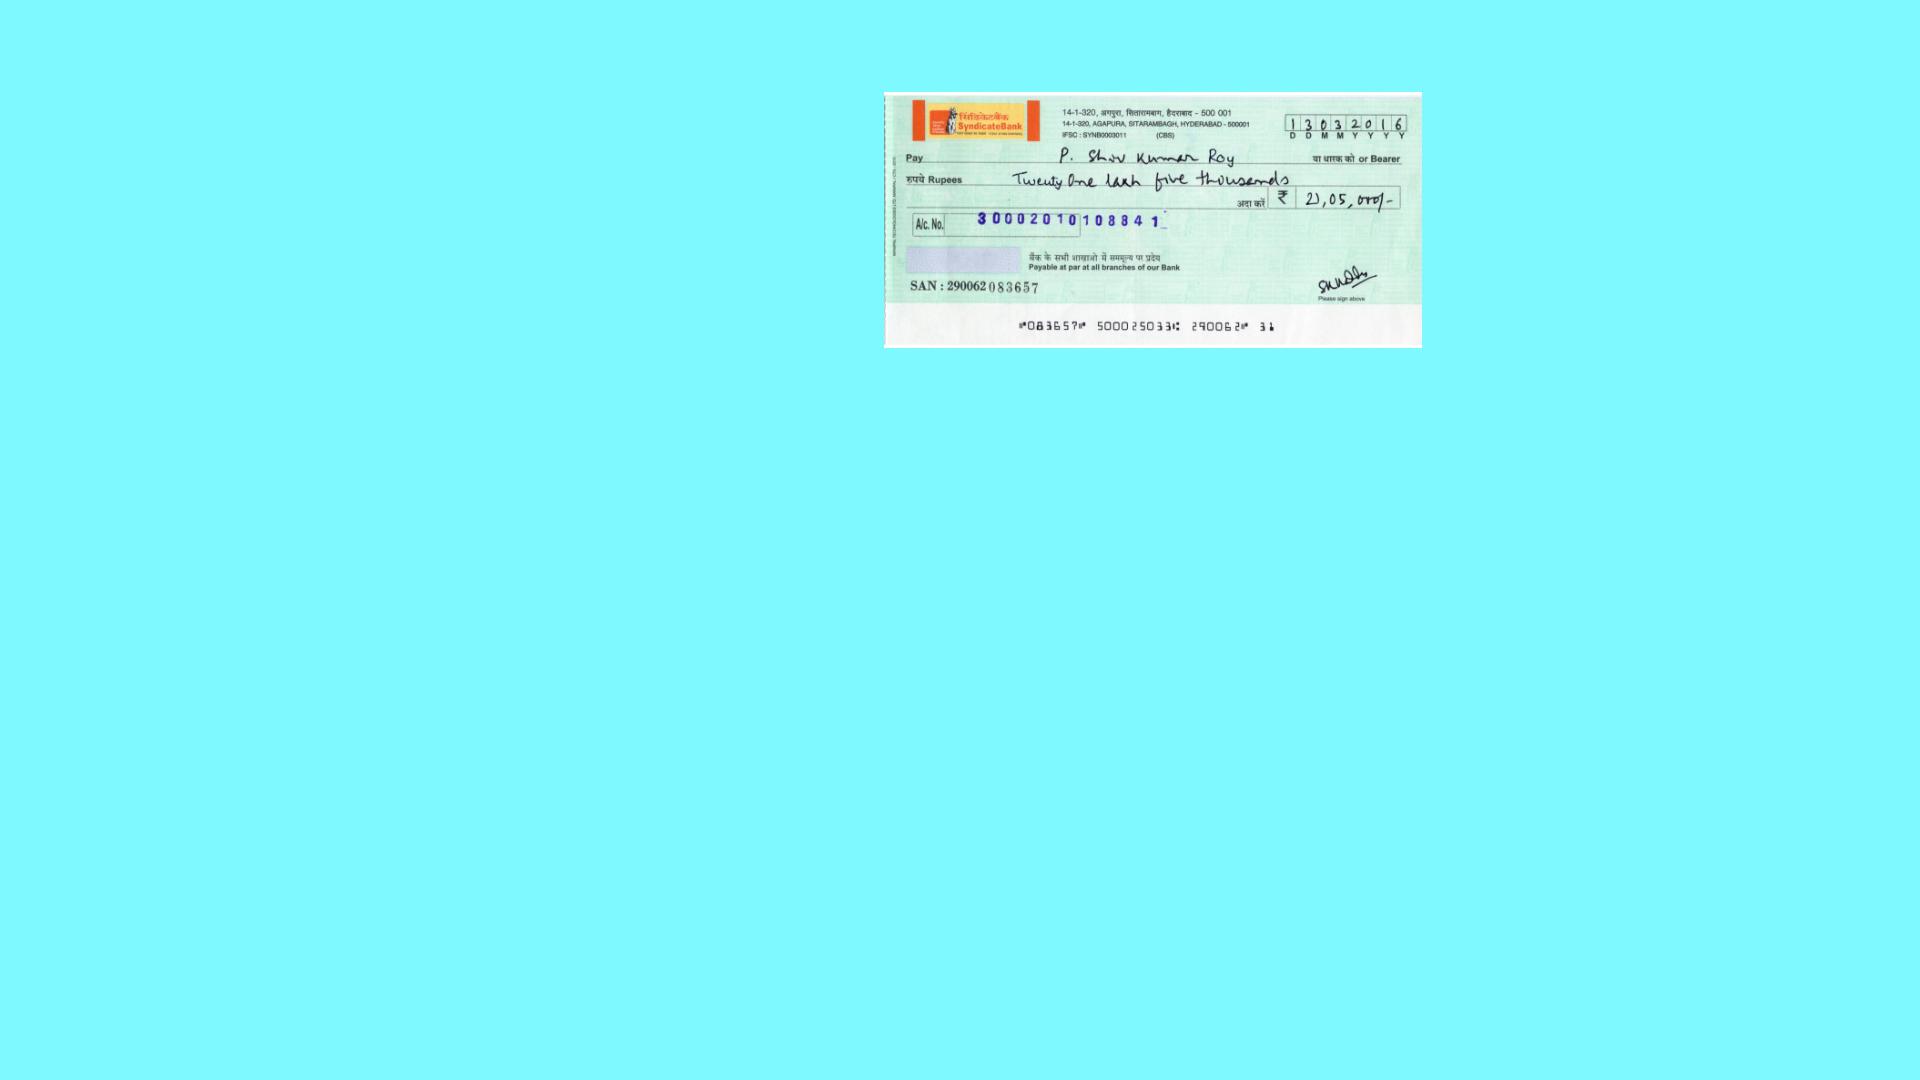 सिंडिकेटबैंक
SyndicateBank
14-1-320, अगपुरा, सितारामबाग, हैदराबाद - 500 001
14-1-320, AGAPURA, SITARAMBAGH, HYDERABAD - 500001
IFSC : SYNB0003011 (CBS)
1 3 0 3 2 0 1 6
D D M M Y Y Y Y
Pay P. Shiv Kumar Roy या धारक को or Bearer
रुपये Rupees Twenty One lakh five thousands
अदा करें ₹ 21,05,000/-
A/c. No. 30002010108841
बैंक के सभी शाखाओ में सममूल्य पर प्रदेय
Payable at par at all branches of our Bank
SAN : 290062 083657
Please sign above
⑈083657⑈ 500025033⑆ 290062⑈ 31